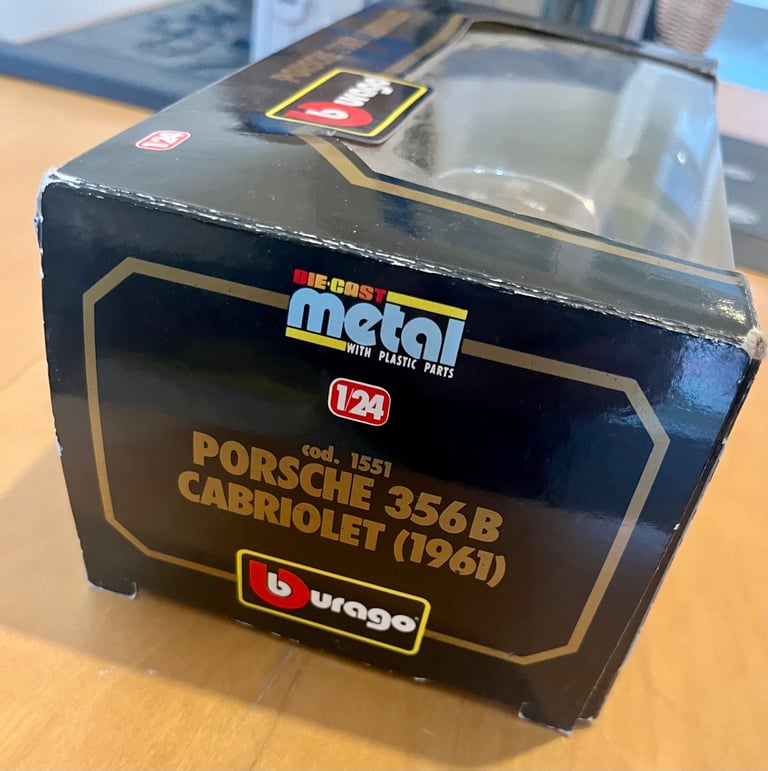 burago
1:24
DIE-CAST
metal
WITH PLASTIC PARTS
1/24
cod. 1551
PORSCHE 356B
CABRIOLET (1961)
burago